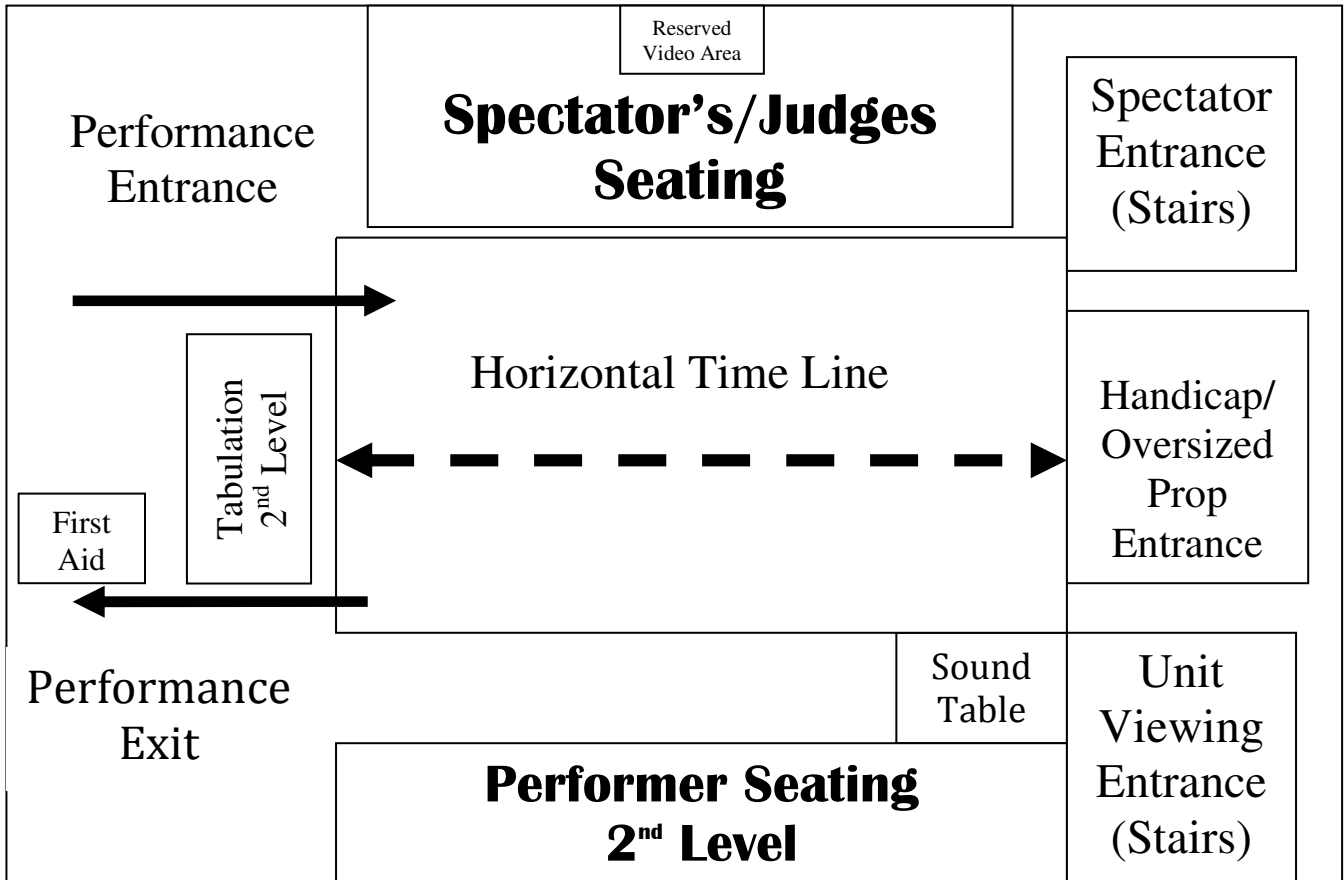 Reserved
Video Area
Spectator’s/Judges
Seating
Performance
Entrance
Spectator
Entrance
(Stairs)
Horizontal Time Line
Tabulation
2nd Level
Handicap/
Oversized
Prop
Entrance
First
Aid
Performance
Exit
Sound
Table
Unit
Viewing
Entrance
(Stairs)
Performer Seating
2nd Level